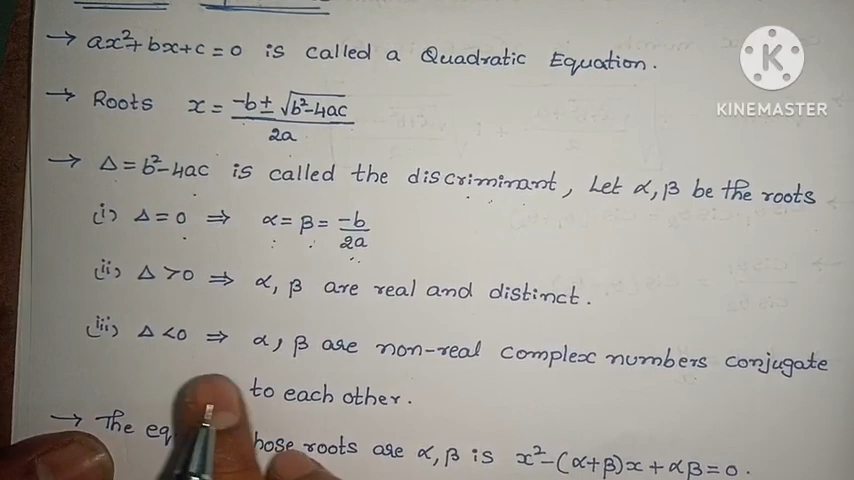 → ax²+bx+c=0 is called a Quadratic Equation.
KINEMASTER
→ Roots x = (-b ± √(b²-4ac))/2a
→ Δ = b²-4ac is called the discriminant, Let α, β be the roots
(i) Δ = 0 ⇒ α = β = -b/2a
(ii) Δ > 0 ⇒ α, β are real and distinct.
(iii) Δ < 0 ⇒ α, β are non-real complex numbers conjugate
to each other.
→ The roots are α, β is x²-(α+β)x+αβ=0.